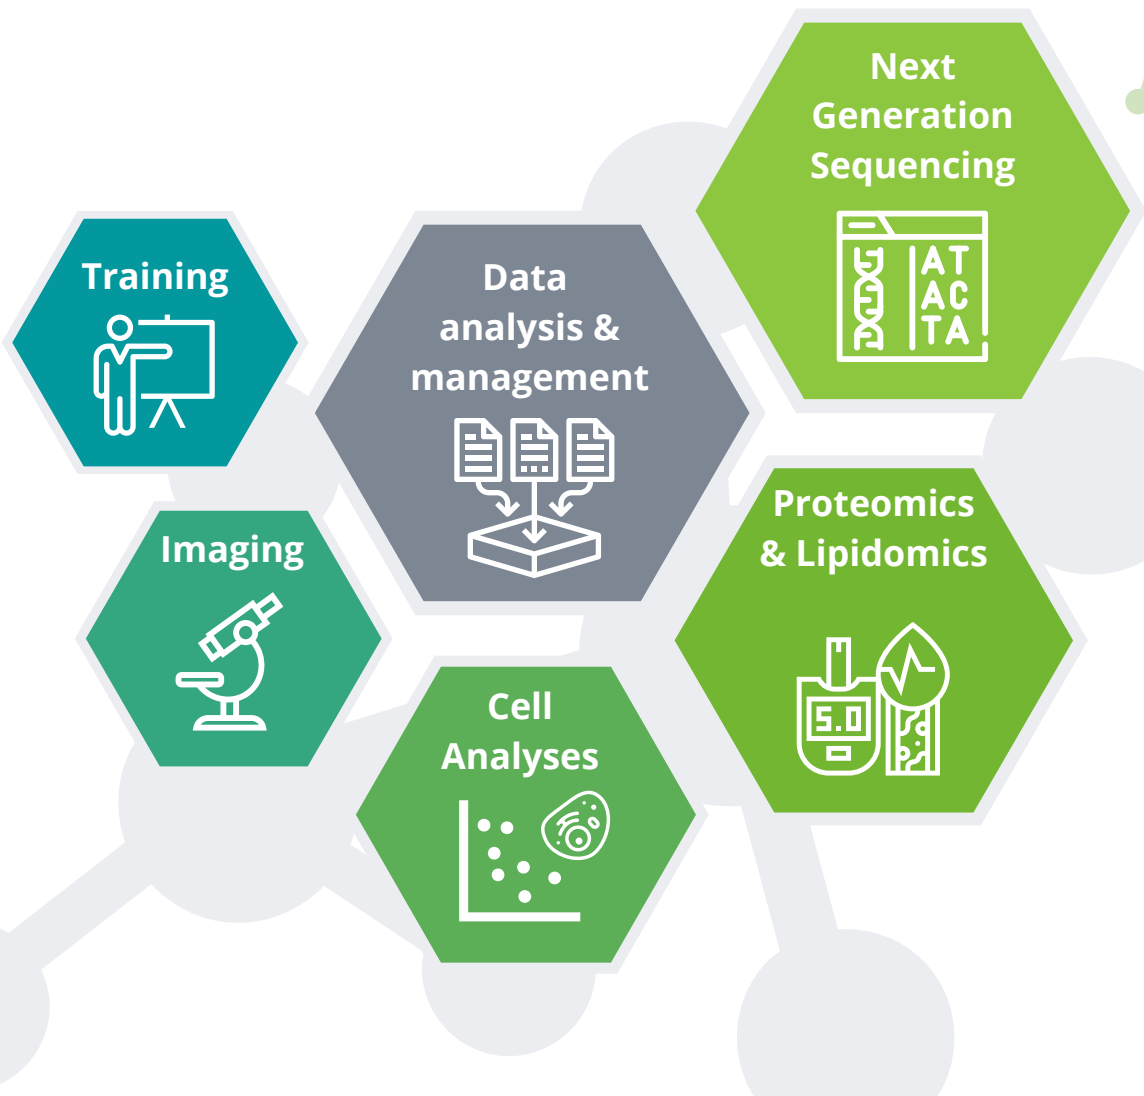 Next
Generation
Sequencing
AT
AC
TA
Training
Data
analysis &
management
Imaging
Proteomics
& Lipidomics
5.0
Cell
Analyses